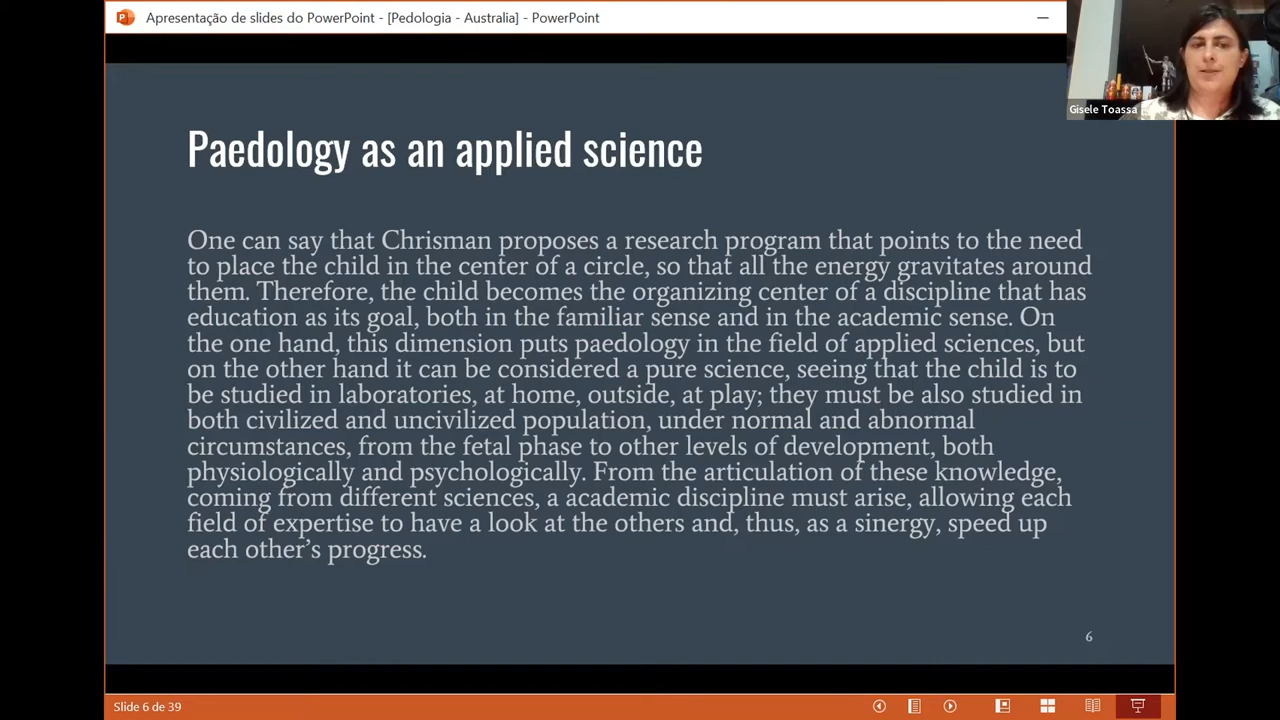 Apresentação de slides do PowerPoint - [Pedologia - Australia] - PowerPoint
Gisele Toassa
Paedology as an applied science
One can say that Chrisman proposes a research program that points to the need
to place the child in the center of a circle, so that all the energy gravitates around
them. Therefore, the child becomes the organizing center of a discipline that has
education as its goal, both in the familiar sense and in the academic sense. On
the one hand, this dimension puts paedology in the field of applied sciences, but
on the other hand it can be considered a pure science, seeing that the child is to
be studied in laboratories, at home, outside, at play; they must be also studied in
both civilized and uncivilized population, under normal and abnormal
circumstances, from the fetal phase to other levels of development, both
physiologically and psychologically. From the articulation of these knowledge,
coming from different sciences, a academic discipline must arise, allowing each
field of expertise to have a look at the others and, thus, as a sinergy, speed up
each other’s progress.
6
Slide 6 de 39